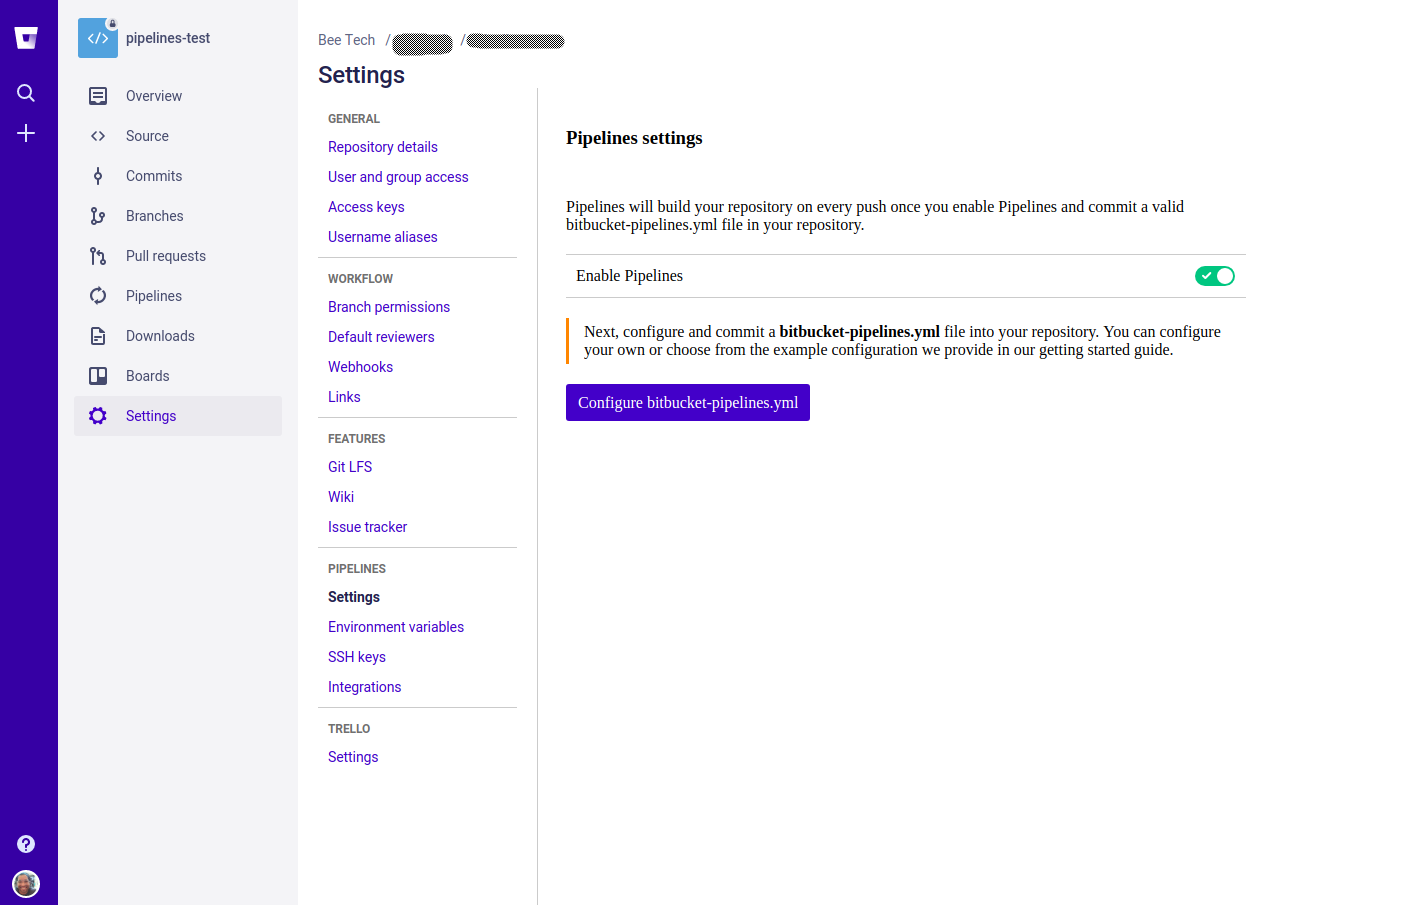 pipelines-test
Overview
Source
Commits
Branches
Pull requests
Pipelines
Downloads
Boards
Settings
Bee Tech / /
Settings
GENERAL
Repository details
User and group access
Access keys
Username aliases
WORKFLOW
Branch permissions
Default reviewers
Webhooks
Links
FEATURES
Git LFS
Wiki
Issue tracker
PIPELINES
Settings
Environment variables
SSH keys
Integrations
TRELLO
Settings
Pipelines settings
Pipelines will build your repository on every push once you enable Pipelines and commit a valid
bitbucket-pipelines.yml file in your repository.
Enable Pipelines
Next, configure and commit a bitbucket-pipelines.yml file into your repository. You can configure
your own or choose from the example configuration we provide in our getting started guide.
Configure bitbucket-pipelines.yml